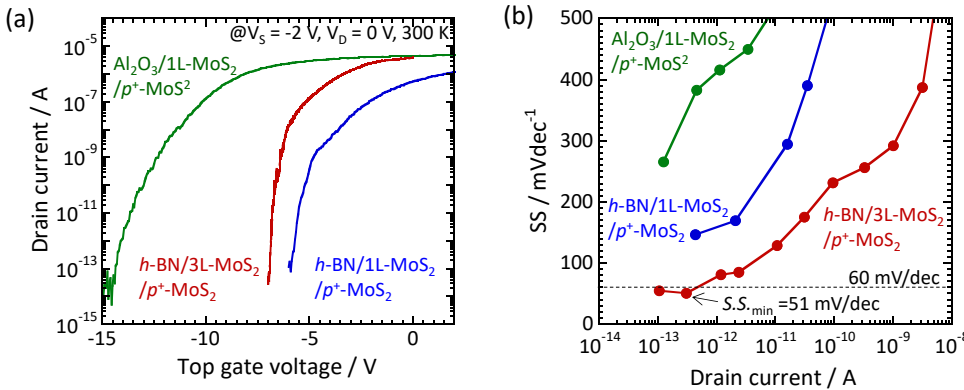 (a)
@V_S = -2 V, V_D = 0 V, 300 K
Al₂O₃/1L-MoS₂
/p⁺-MoS²
h-BN/3L-MoS₂
/p⁺-MoS₂
h-BN/1L-MoS₂
/p⁺-MoS₂
10⁻⁵
10⁻⁷
10⁻⁹
10⁻¹¹
10⁻¹³
10⁻¹⁵
Drain current / A
-15
-10
-5
0
Top gate voltage / V
(b)
Al₂O₃/1L-MoS₂
/p⁺-MoS²
h-BN/1L-MoS₂
/p⁺-MoS₂
h-BN/3L-MoS₂
/p⁺-MoS₂
60 mV/dec
S.S.min =51 mV/dec
500
400
300
200
100
0
SS / mVdec⁻¹
10⁻¹⁴
10⁻¹³
10⁻¹²
10⁻¹¹
10⁻¹⁰
10⁻⁹
10⁻⁸
Drain current / A